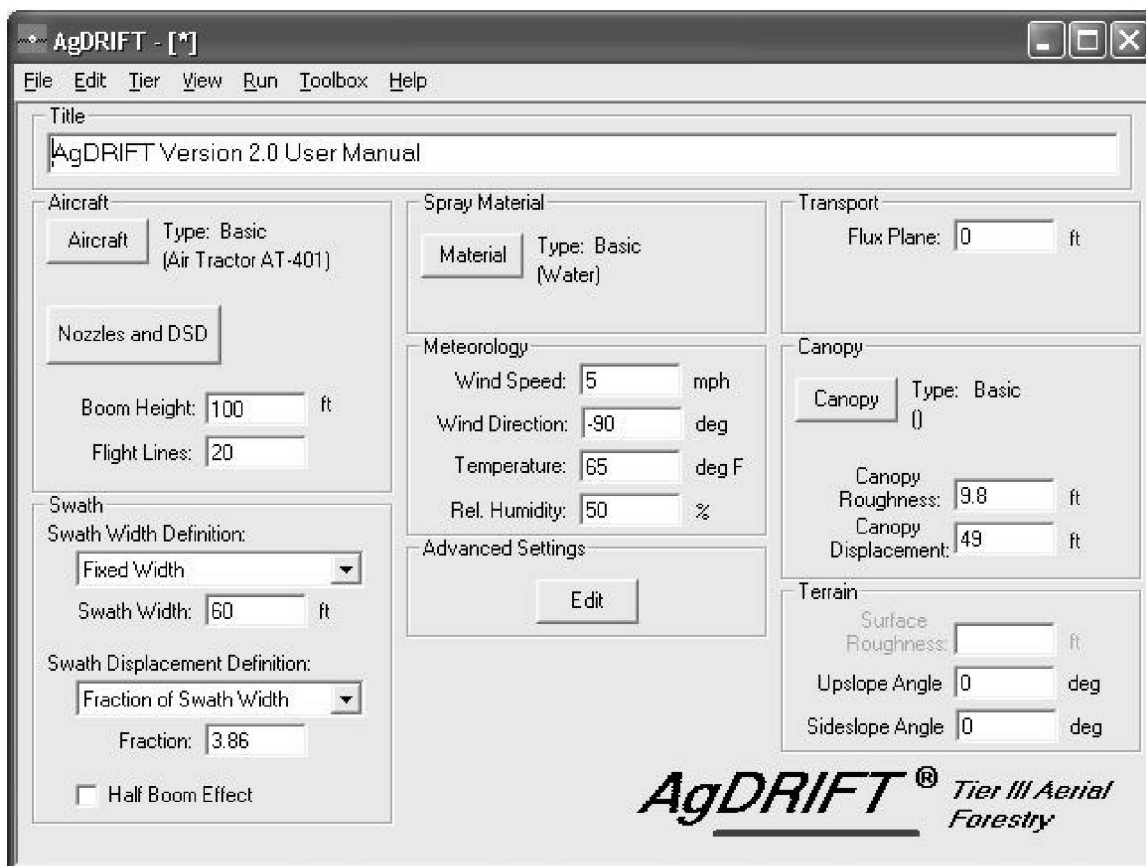 AgDRIFT - [*]
File Edit Tier View Run Toolbox Help
Title
AgDRIFT Version 2.0 User Manual
Aircraft
Aircraft
Type: Basic
(Air Tractor AT-401)
Nozzles and DSD
Boom Height: 100 ft
Flight Lines: 20
Swath
Swath Width Definition:
Fixed Width
Swath Width: 60 ft
Swath Displacement Definition:
Fraction of Swath Width
Fraction: 3.86
Half Boom Effect
Spray Material
Material
Type: Basic
(Water)
Meteorology
Wind Speed: 5 mph
Wind Direction: -90 deg
Temperature: 65 deg F
Rel. Humidity: 50 %
Advanced Settings
Edit
Transport
Flux Plane: 0 ft
Canopy
Canopy
Type: Basic
()
Canopy
Roughness: 9.8 ft
Canopy
Displacement: 49 ft
Terrain
Surface
Roughness: ft
Upslope Angle 0 deg
Sideslope Angle 0 deg
AgDRIFT® Tier III Aerial
Forestry